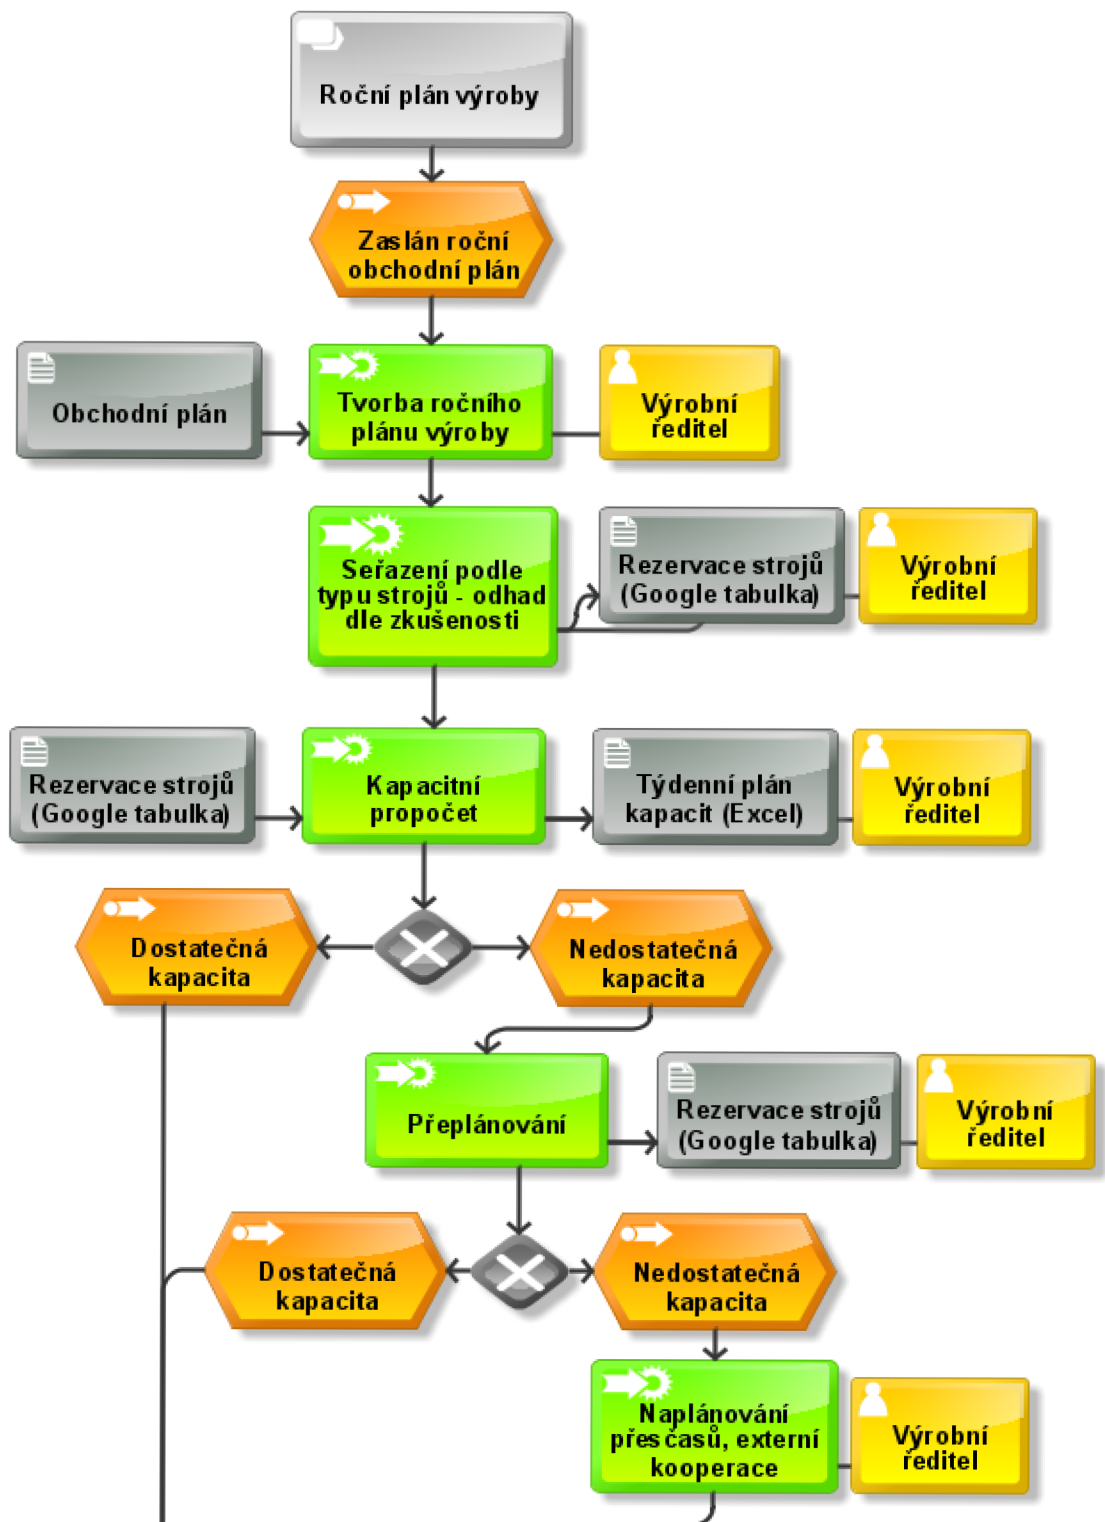 Roční plán výroby
Zaslán roční
obchodní plán
Obchodní plán
Tvorba ročního
plánu výroby
Výrobní
ředitel
Seřazení podle
typu strojů - odhad
dle zkušenosti
Rezervace strojů
(Google tabulka)
Výrobní
ředitel
Rezervace strojů
(Google tabulka)
Kapacitní
propočet
Týdenní plán
kapacit (Excel)
Výrobní
ředitel
Dostatečná
kapacita
Nedostatečná
kapacita
Přeplánování
Rezervace strojů
(Google tabulka)
Výrobní
ředitel
Dostatečná
kapacita
Nedostatečná
kapacita
Naplánování
přesčasů, externí
kooperace
Výrobní
ředitel